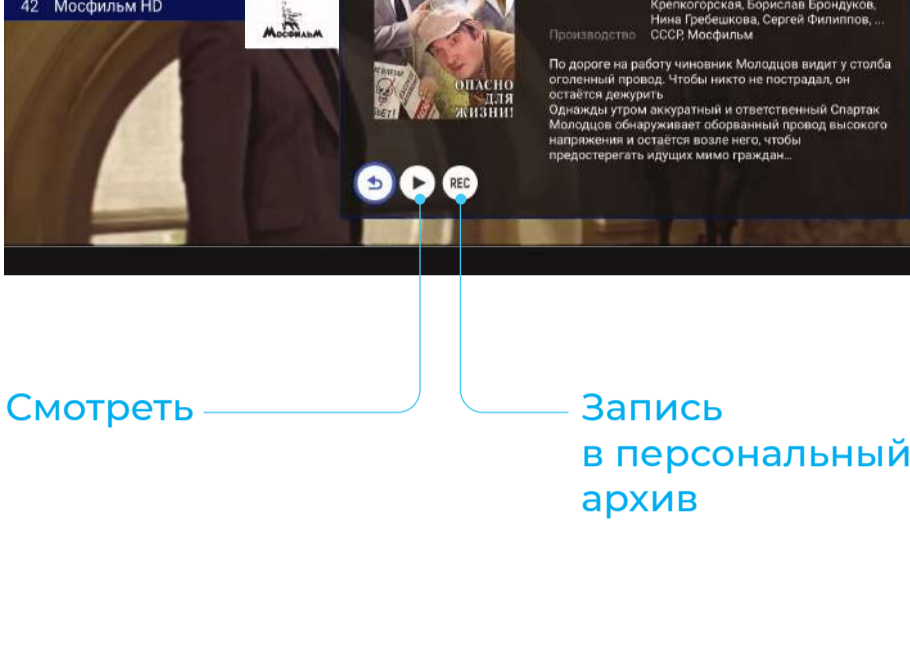 42 Мосфильм HD
МосфильМ
ОПАСНО
ДЛЯ
ЖИЗНИ!
Крепкогорская, Борислав Брондуков,
Нина Гребешкова, Сергей Филиппов, ...
Производство СССР, Мосфильм
По дороге на работу чиновник Молодцов видит у столба
оголенный провод. Чтобы никто не пострадал, он
остаётся дежурить
Однажды утром аккуратный и ответственный Спартак
Молодцов обнаруживает оборванный провод высокого
напряжения и остаётся возле него, чтобы
предостерегать идущих мимо граждан...
REC
Смотреть
Запись
в персональный
архив